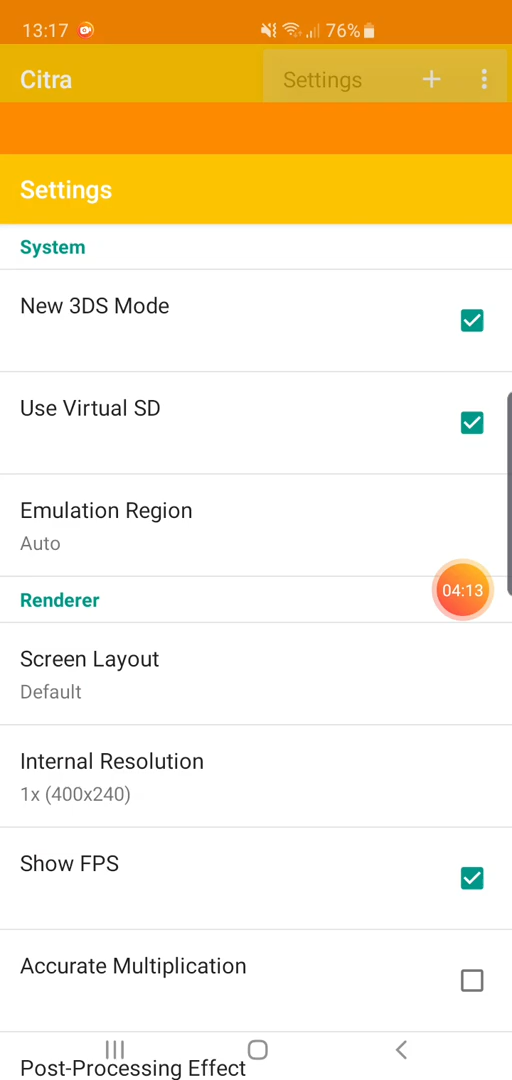 13:17 76%
Citra Settings
Settings
System
New 3DS Mode
Use Virtual SD
Emulation Region
Auto
04:13
Renderer
Screen Layout
Default
Internal Resolution
1x (400x240)
Show FPS
Accurate Multiplication
Post-Processing Effect